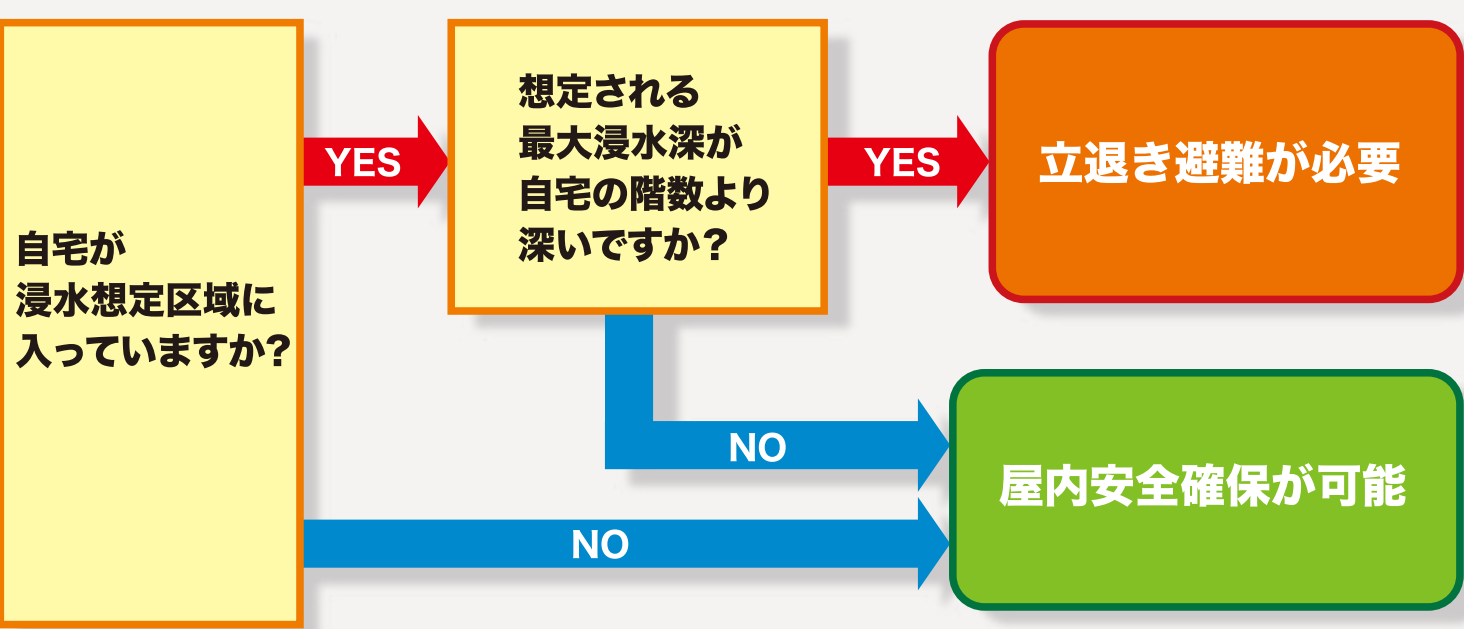 自宅が
浸水想定区域に
入っていますか?
YES
想定される
最大浸水深が
自宅の階数より
深いですか？
YES
立退き避難が必要
NO
屋内安全確保が可能
NO